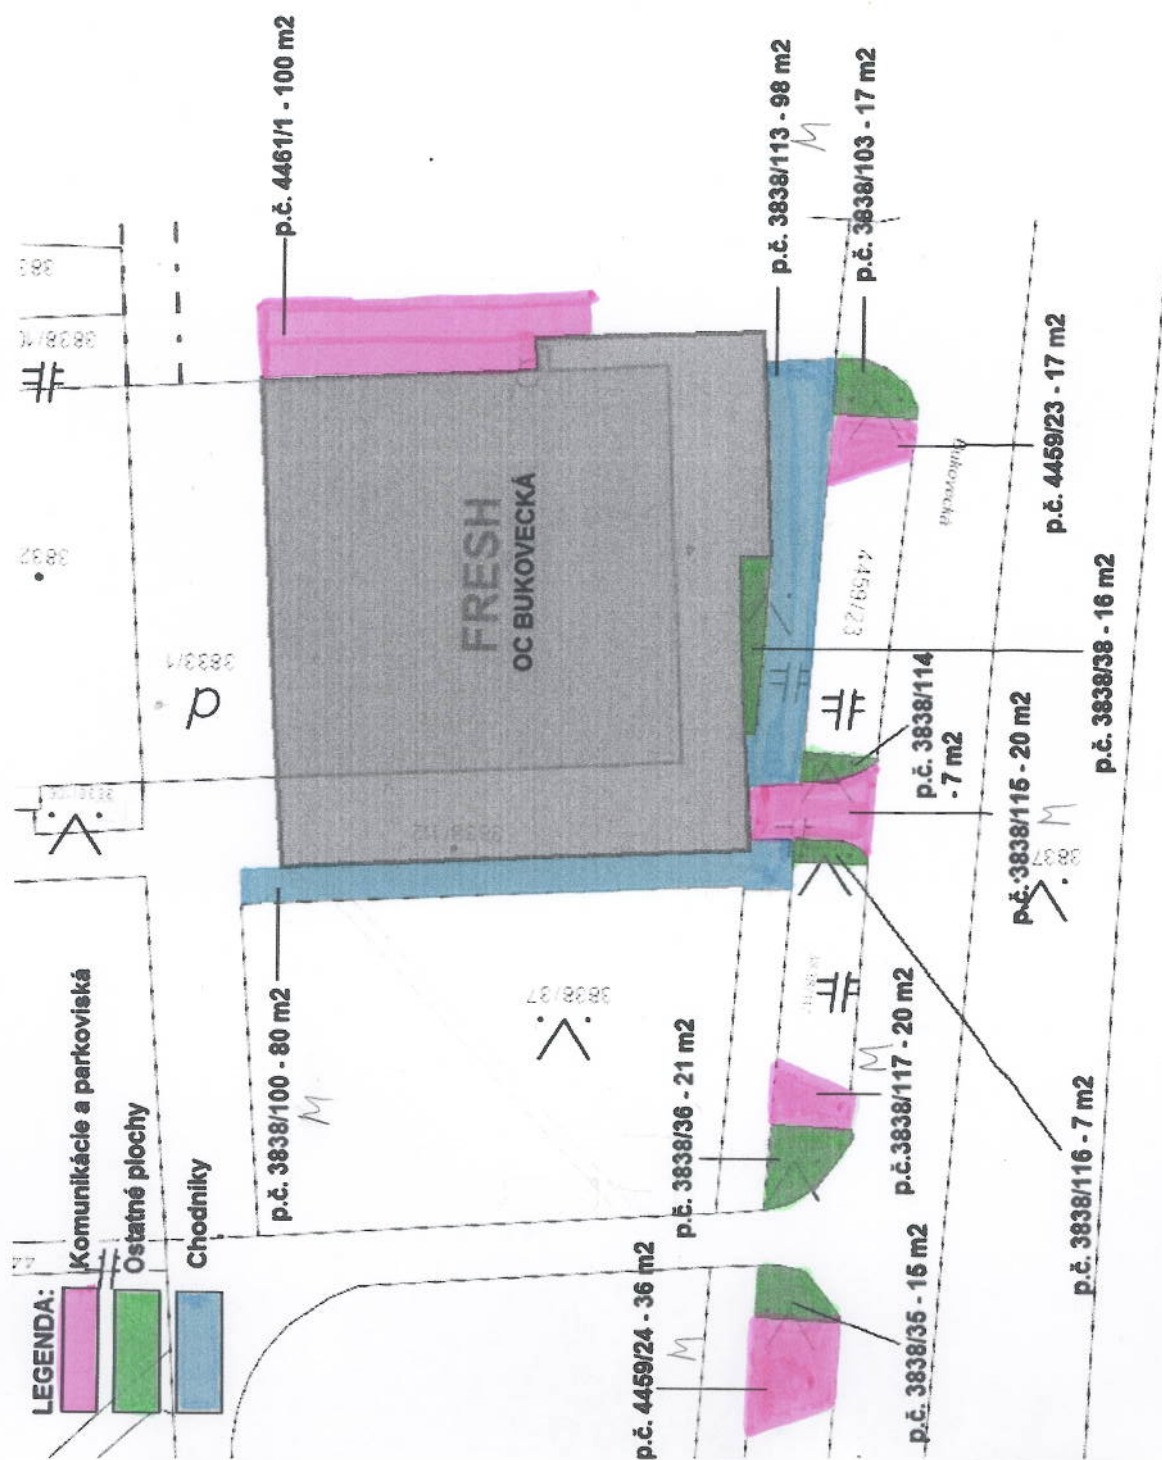 LEGENDA:
Komunikácie a parkoviská
Ostatné plochy
Chodníky
p.č. 4461/1 - 100 m2
p.č. 3838/100 - 80 m2
M
FRESH
OC BUKOVECKÁ
p.č. 3838/113 - 98 m2
M
p.č. 3838/103 - 17 m2
p.č. 4459/23 - 17 m2
p.č. 3838/38 - 16 m2
p.č. 3838/114
- 7 m2
p.č. 3838/115 - 20 m2
M
p.č. 3838/116 - 7 m2
p.č.3838/117 - 20 m2
M
p.č. 3838/36 - 21 m2
p.č. 3838/35 - 15 m2
p.č. 4459/24 - 36 m2
M
3833/1
3832
3838/37
3838/112
4459/23
Bukovecká
3837